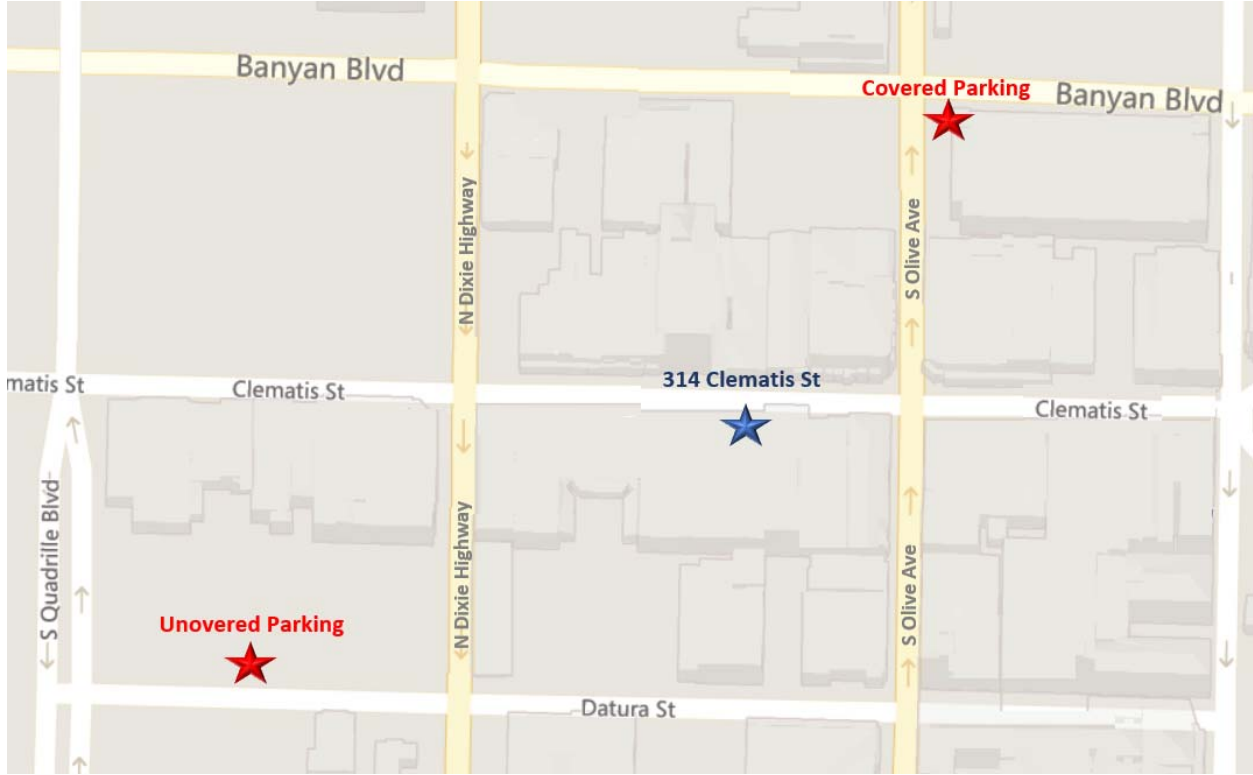 Banyan Blvd
Covered Parking
Banyan Blvd
N Dixie Highway
S Olive Ave
matis St
Clematis St
314 Clematis St
Clematis St
S Quadrille Blvd
N Dixie Highway
S Olive Ave
Unovered Parking
Datura St